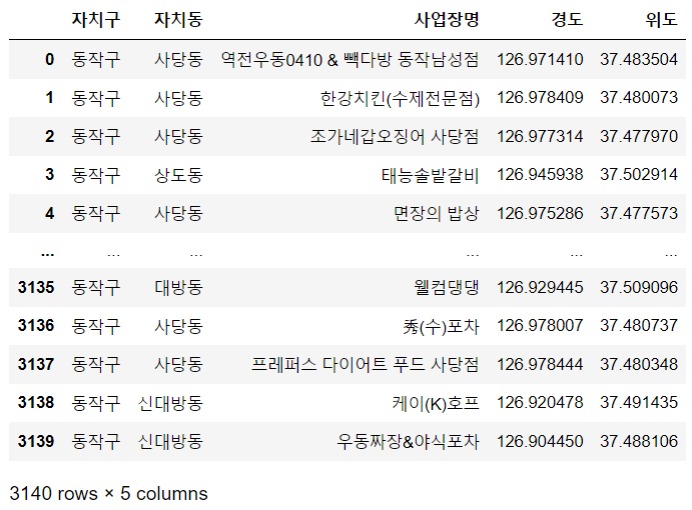 자치구 자치동 사업장명 경도 위도
0 동작구 사당동 역전우동0410 & 빽다방 동작남성점 126.971410 37.483504
1 동작구 사당동 한강치킨(수제전문점) 126.978409 37.480073
2 동작구 사당동 조가네갑오징어 사당점 126.977314 37.477970
3 동작구 상도동 태능솔밭갈비 126.945938 37.502914
4 동작구 사당동 면장의 밥상 126.975286 37.477573
... ... ... ... ... ...
3135 동작구 대방동 웰컴댕댕 126.929445 37.509096
3136 동작구 사당동 秀(수)포차 126.978007 37.480737
3137 동작구 사당동 프레퍼스 다이어트 푸드 사당점 126.978444 37.480348
3138 동작구 신대방동 케이(K)호프 126.920478 37.491435
3139 동작구 신대방동 우동짜장&야식포차 126.904450 37.488106
3140 rows × 5 columns